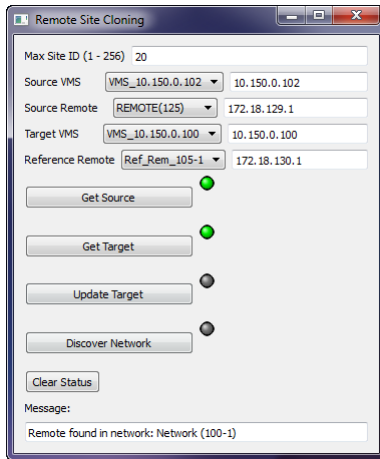 Remote Site Cloning
Max Site ID (1 - 256) 20
Source VMS VMS_10.150.0.102 10.150.0.102
Source Remote REMOTE(125) 172.18.129.1
Target VMS VMS_10.150.0.100 10.150.0.100
Reference Remote Ref_Rem_105-1 172.18.130.1
Get Source
Get Target
Update Target
Discover Network
Clear Status
Message:
Remote found in network: Network (100-1)